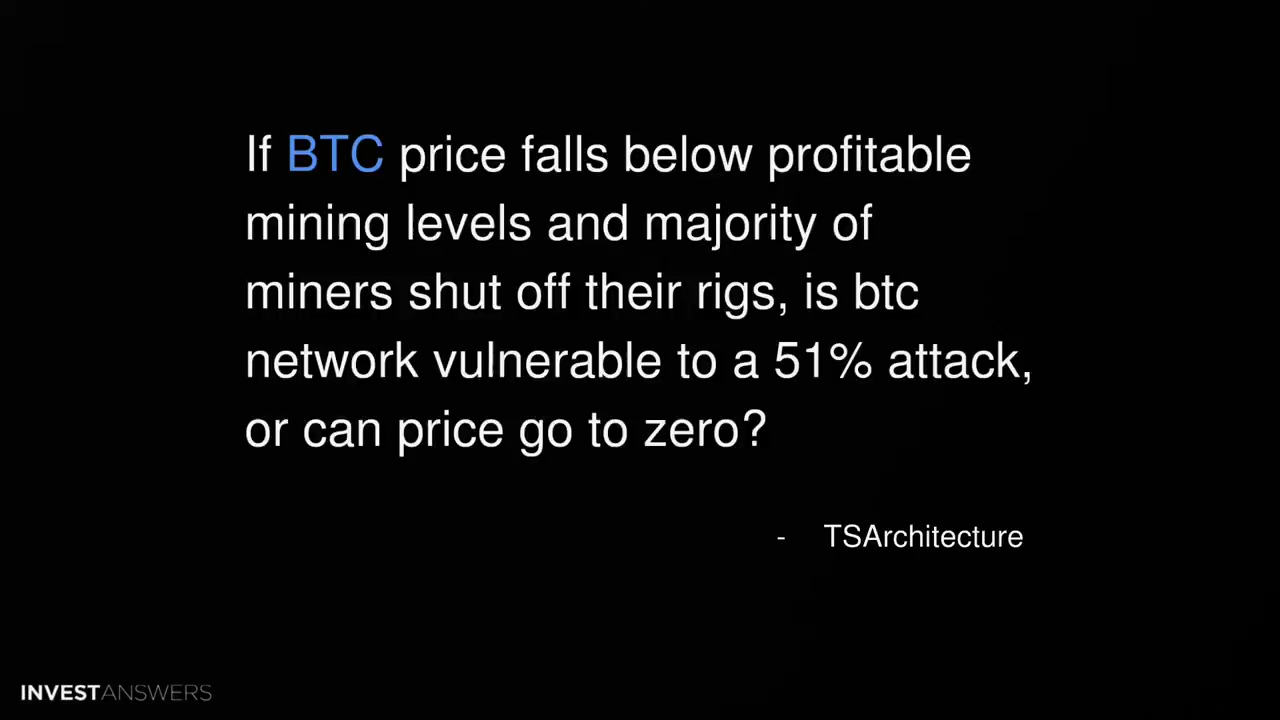 If BTC price falls below profitable
mining levels and majority of
miners shut off their rigs, is btc
network vulnerable to a 51% attack,
or can price go to zero?
- TSArchitecture
INVESTANSWERS